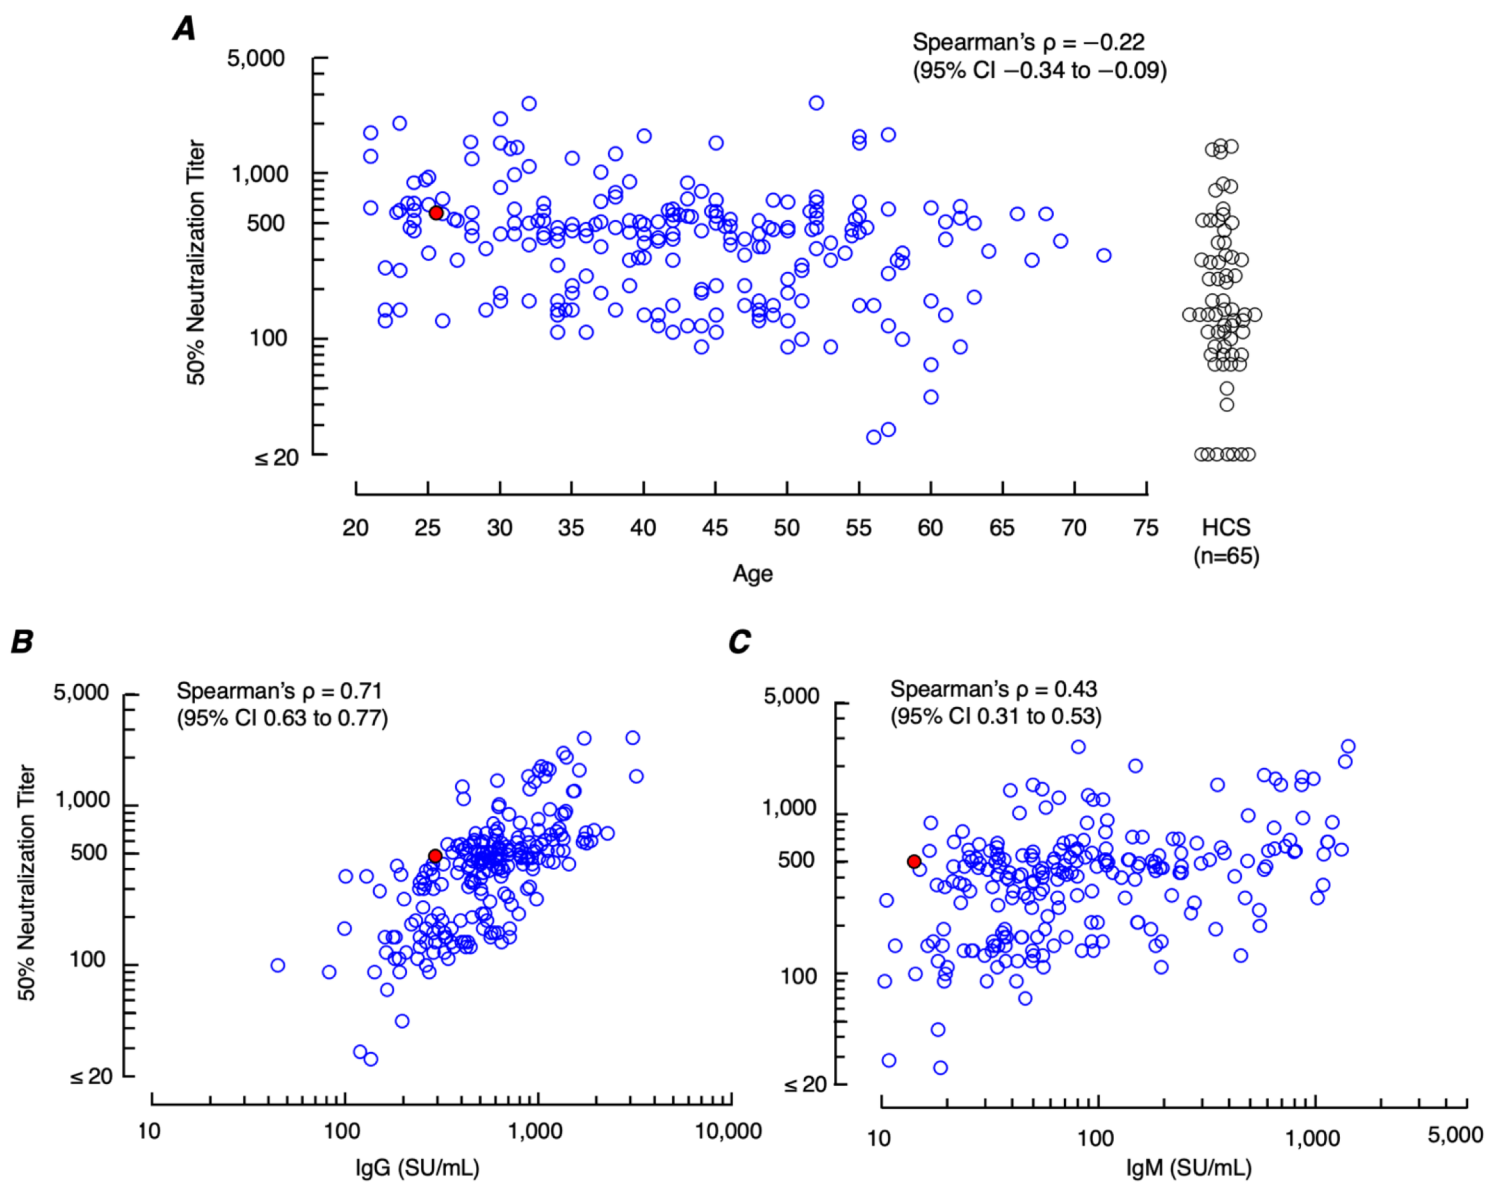 A
Spearman's ρ = −0.22
(95% CI −0.34 to −0.09)
50% Neutralization Titer
5,000
1,000
500
100
≤ 20
20 25 30 35 40 45 50 55 60 65 70 75
Age
HCS
(n=65)
B
Spearman's ρ = 0.71
(95% CI 0.63 to 0.77)
50% Neutralization Titer
5,000
1,000
500
100
≤ 20
10 100 1,000 10,000
IgG (SU/mL)
C
Spearman's ρ = 0.43
(95% CI 0.31 to 0.53)
5,000
1,000
500
100
≤ 20
10 100 1,000 5,000
IgM (SU/mL)